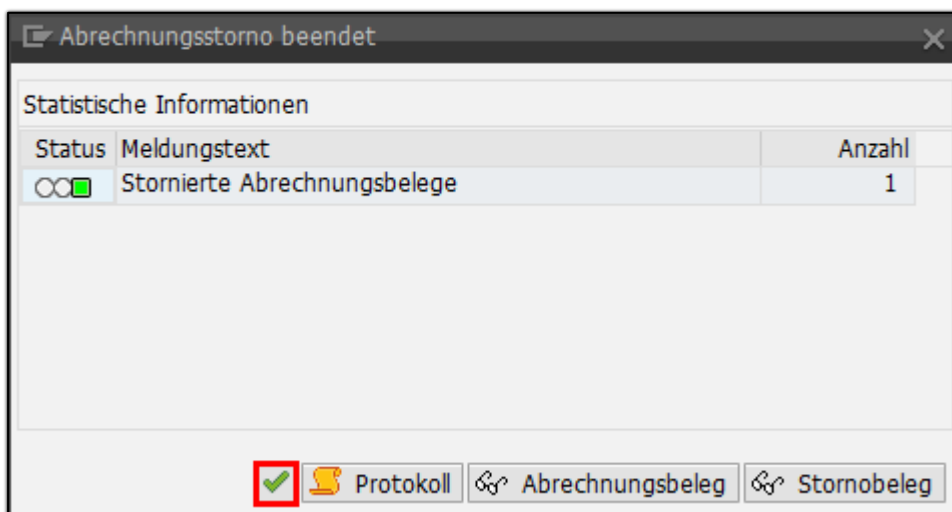 Abrechnungsstorno beendet
Statistische Informationen
Status Meldungstext Anzahl
Stornierte Abrechnungsbelege 1
Protokoll Abrechnungsbeleg Stornobeleg